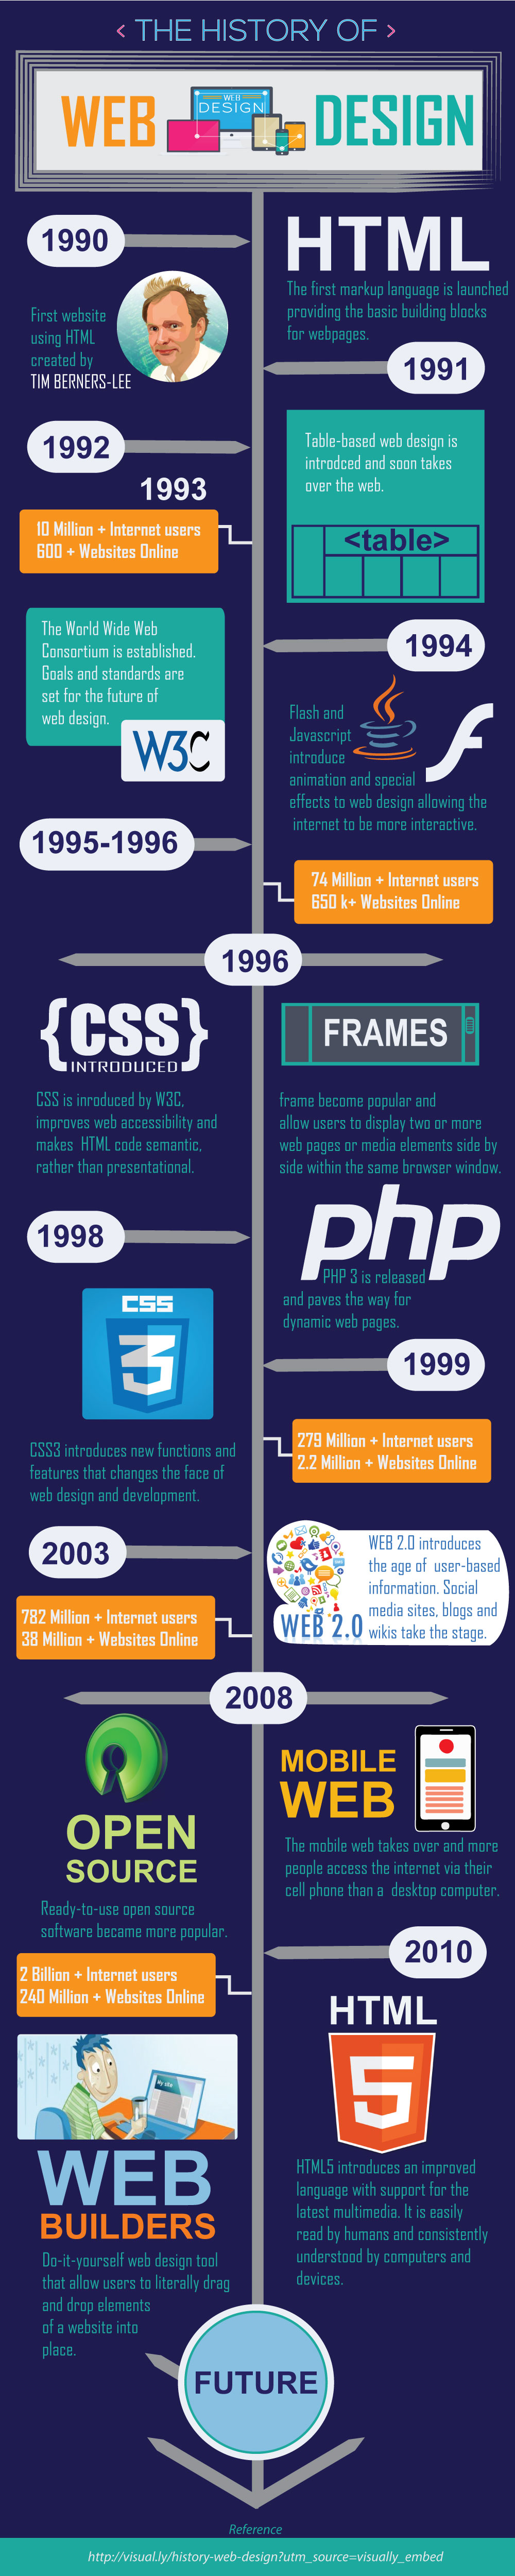 < THE HISTORY OF >
WEB
WEB
DESIGN
DESIGN
1990
HTML
The first markup language is launched
providing the basic building blocks
for webpages.
First website
using HTML
created by
TIM BERNERS-LEE
1991
1992
Table-based web design is
introdced and soon takes
over the web.
<table>
1993
10 Million + Internet users
600 + Websites Online
The World Wide Web
Consortium is established.
Goals and standards are
set for the future of
web design.
W3C
1994
Flash and
Javascript
introduce
animation and special
effects to web design allowing the
internet to be more interactive.
1995-1996
74 Million + Internet users
650 k+ Websites Online
1996
{CSS}
INTRODUCED
CSS is inroduced by W3C,
improves web accessibility and
makes HTML code semantic,
rather than presentational.
FRAMES
frame become popular and
allow users to display two or more
web pages or media elements side by
side within the same browser window.
1998
php
PHP 3 is released
and paves the way for
dynamic web pages.
CSS
3
1999
CSS3 introduces new functions and
features that changes the face of
web design and development.
279 Million + Internet users
2.2 Million + Websites Online
2003
WEB 2.0
WEB 2.0 introduces
the age of user-based
information. Social
media sites, blogs and
wikis take the stage.
782 Million + Internet users
38 Million + Websites Online
2008
OPEN
SOURCE
Ready-to-use open source
software became more popular.
MOBILE
WEB
The mobile web takes over and more
people access the internet via their
cell phone than a desktop computer.
2010
2 Billion + Internet users
240 Million + Websites Online
HTML
5
HTML5 introduces an improved
language with support for the
latest multimedia. It is easily
read by humans and consistently
understood by computers and
devices.
My site
WEB
BUILDERS
Do-it-yourself web design tool
that allow users to literally drag
and drop elements
of a website into
place.
FUTURE
Reference
http://visual.ly/history-web-design?utm_source=visually_embed